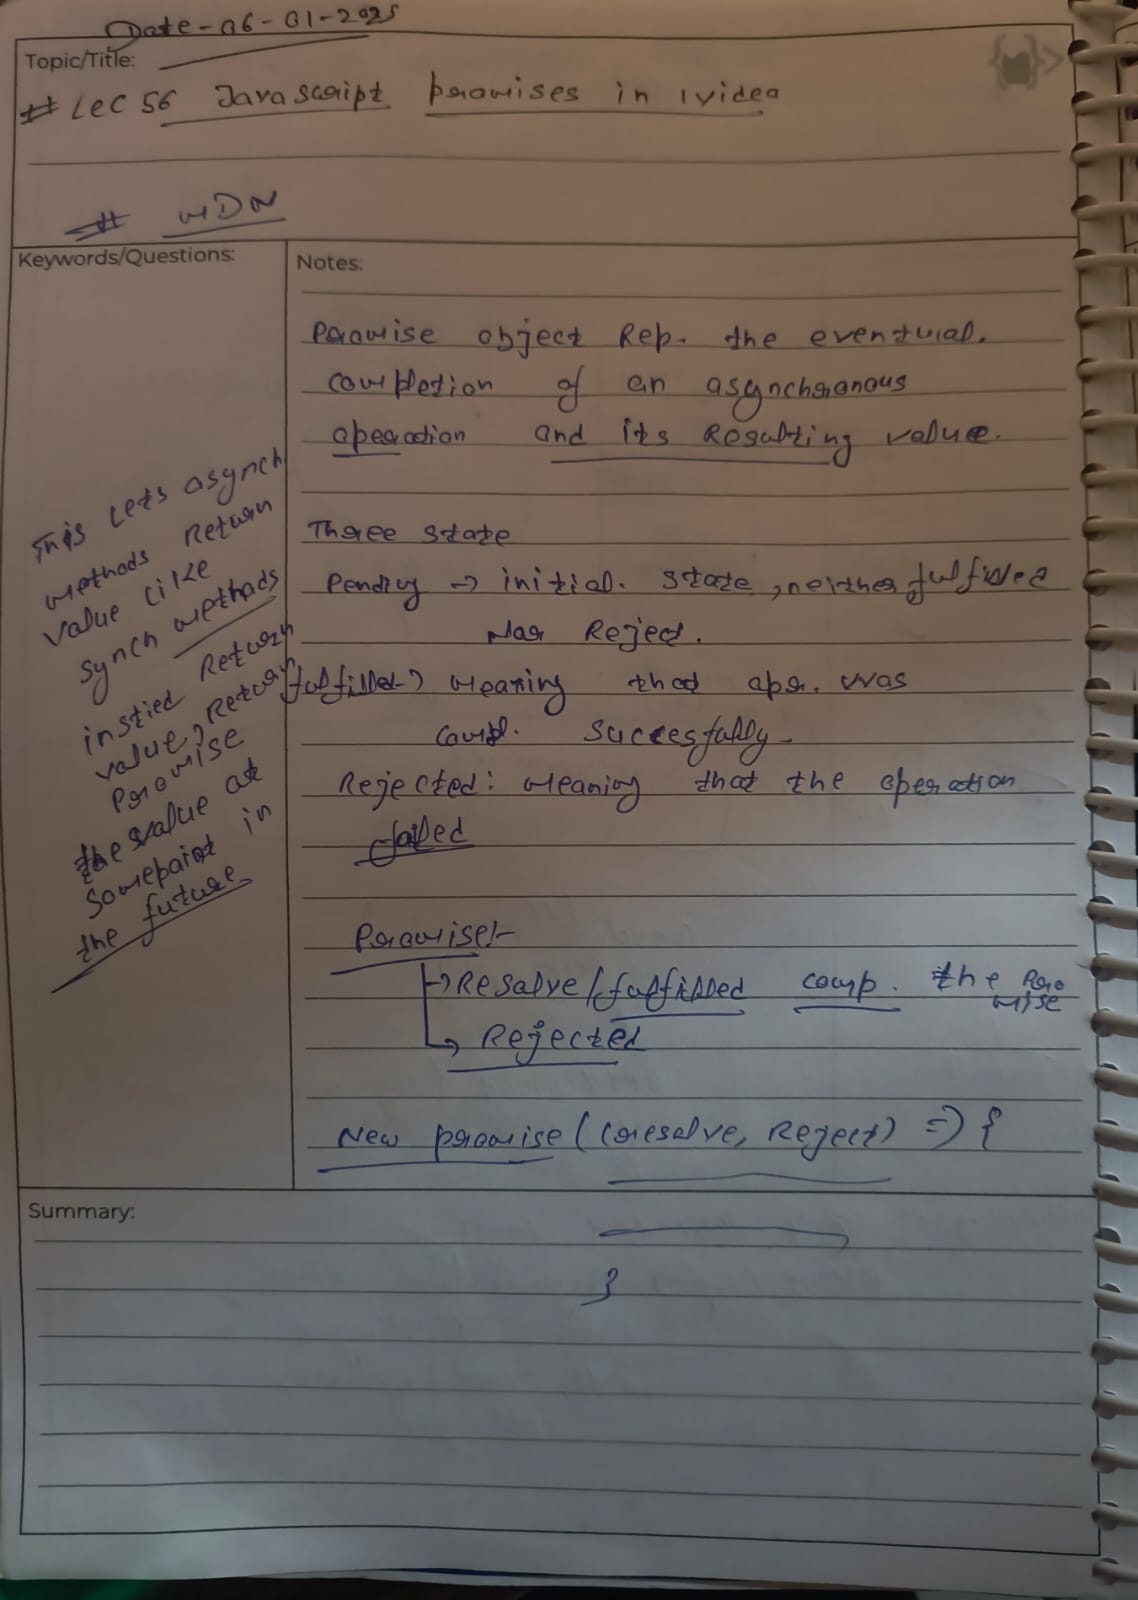 Date-06-01-2025
Topic/Title:
# Lec 56 Javascript promises in 1 video
# MDN
Keywords/Questions:
This lets asynch
methods return
value like
synch methods
instied return
value, return
promise
the value at
somepoint in
the future
Notes:
Promise object Rep. the eventuial.
completion of an asynchronous
operation and its Resulting value.
Three state
Pending → initial. state, neither fulfilled
Nor Reject.
fulfilled→ meaning that opr. was
compl. Succesfully.
Rejected: meaning that the operation
failed
Promise:-
→ Resolve/fulfilled comp. the Promise
→ Rejected
New promise ((resolve, Reject) => {
Summary:
}